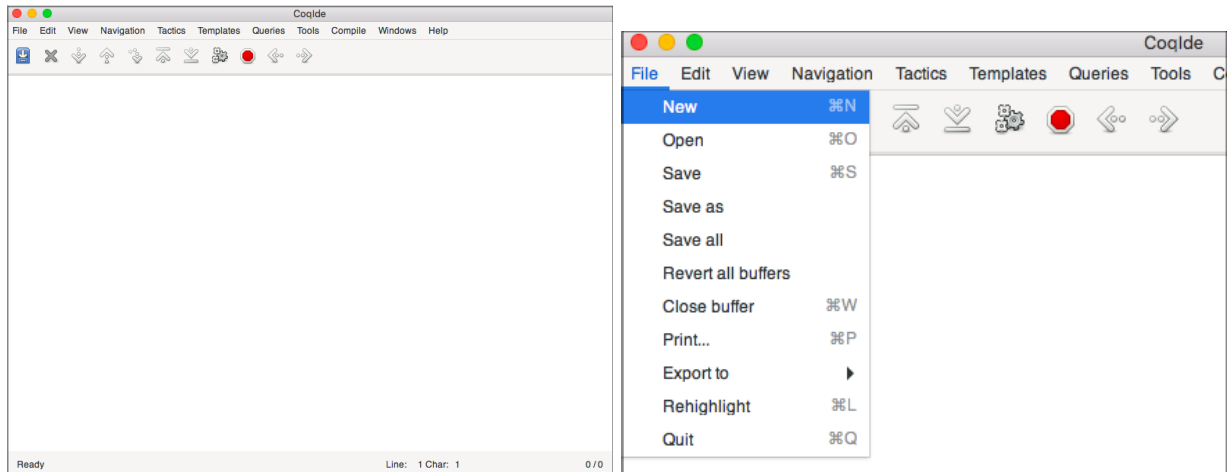 CoqIde
File Edit View Navigation Tactics Templates Queries Tools Compile Windows Help
Ready Line: 1 Char: 1 0 / 0
CoqIde
File Edit View Navigation Tactics Templates Queries Tools C
New ⌘N
Open ⌘O
Save ⌘S
Save as
Save all
Revert all buffers
Close buffer ⌘W
Print... ⌘P
Export to
Rehighlight ⌘L
Quit ⌘Q